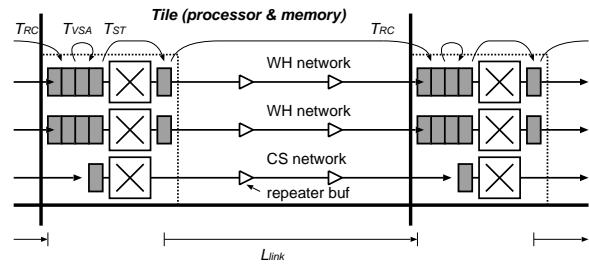 Tile (processor & memory)
TRC TVSA TST TRC
WH network
WH network
CS network
repeater buf
Llink